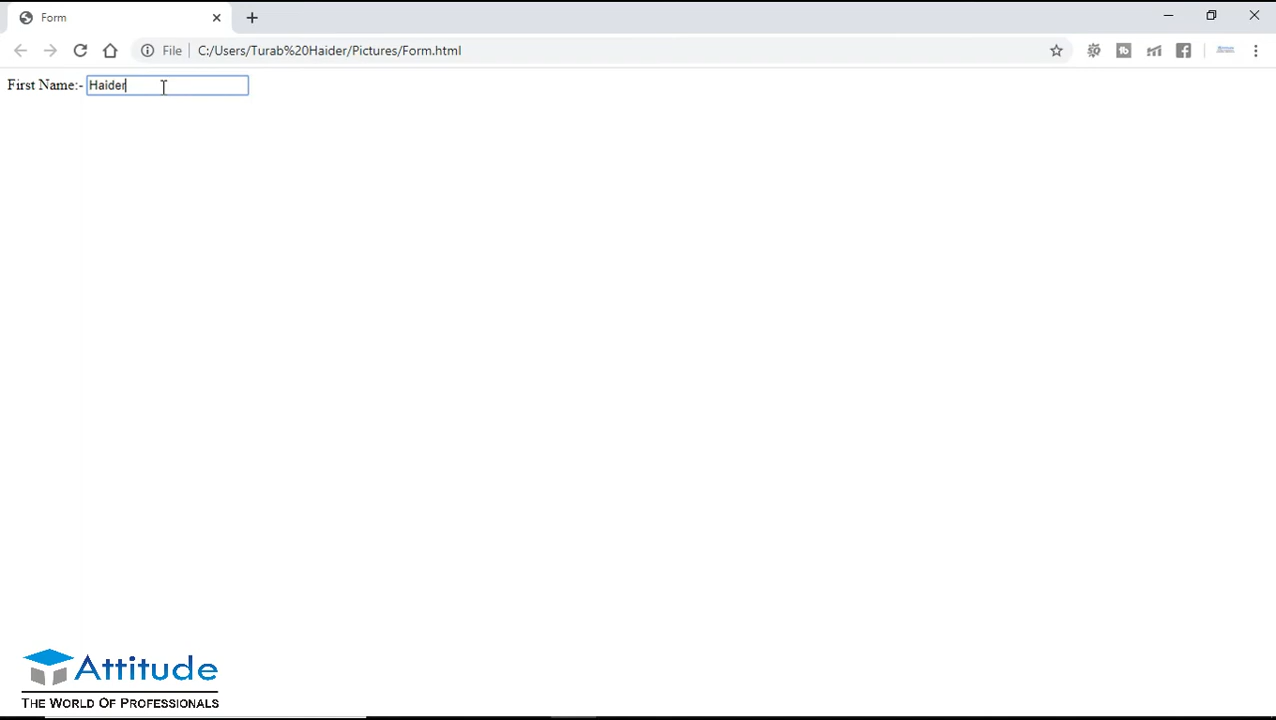 Form
File
C:/Users/Turab%20Haider/Pictures/Form.html
First Name:- Haider
Attitude
THE WORLD OF PROFESSIONALS